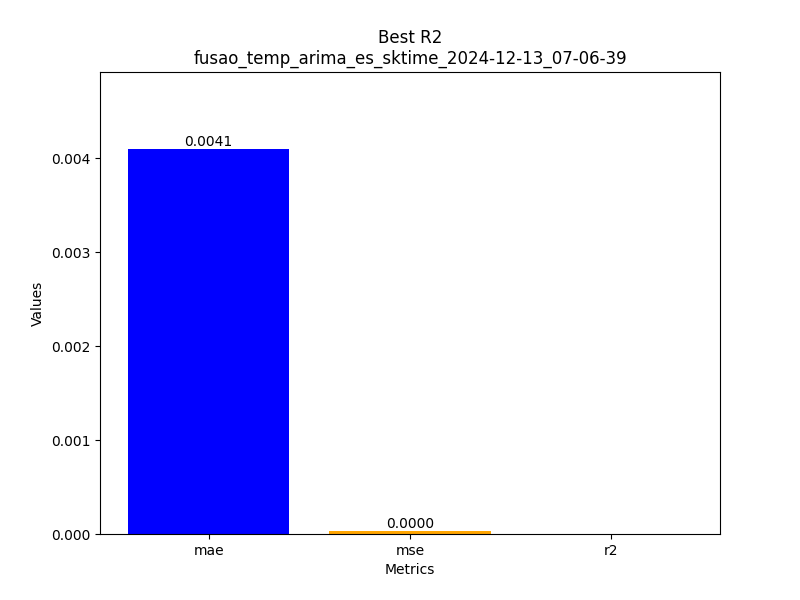 Best R2
fusao_temp_arima_es_sktime_2024-12-13_07-06-39
0.0041
0.004
0.003
Values
0.002
0.001
0.0000
0.000
mae mse r2
Metrics